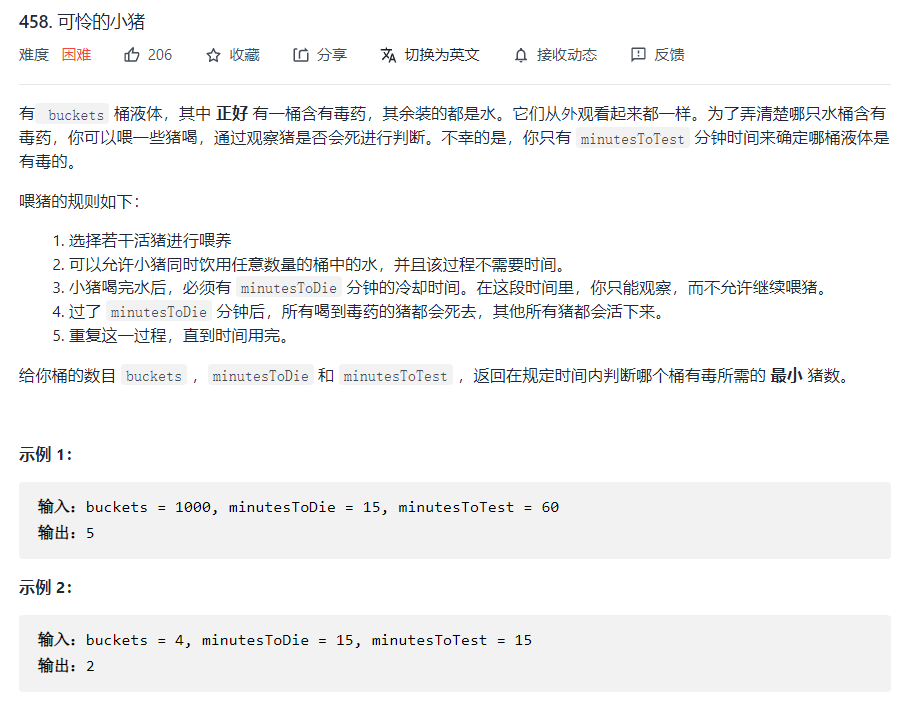 458. 可怜的小猪
难度 困难 206 收藏 分享 切换为英文 接收动态 反馈
有 buckets 桶液体，其中 正好 有一桶含有毒药，其余装的都是水。它们从外观看起来都一样。为了弄清楚哪只水桶含有
毒药，你可以喂一些猪喝，通过观察猪是否会死进行判断。不幸的是，你只有 minutesToTest 分钟时间来确定哪桶液体是
有毒的。
喂猪的规则如下：
1. 选择若干活猪进行喂养
2. 可以允许小猪同时饮用任意数量的桶中的水，并且该过程不需要时间。
3. 小猪喝完水后，必须有 minutesToDie 分钟的冷却时间。在这段时间里，你只能观察，而不允许继续喂猪。
4. 过了 minutesToDie 分钟后，所有喝到毒药的猪都会死去，其他所有猪都会活下来。
5. 重复这一过程，直到时间用完。
给你桶的数目 buckets ，minutesToDie 和 minutesToTest ，返回在规定时间内判断哪个桶有毒所需的 最小 猪数。
示例 1：
输入：buckets = 1000, minutesToDie = 15, minutesToTest = 60
输出：5
示例 2：
输入：buckets = 4, minutesToDie = 15, minutesToTest = 15
输出：2